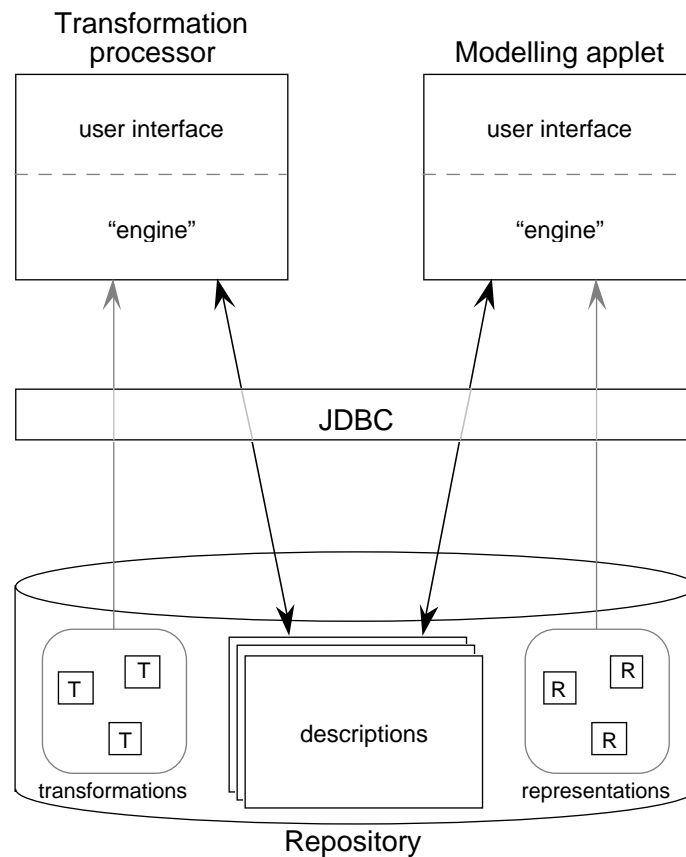 Transformation
processor
Modelling applet
user interface
user interface
“engine”
“engine”
JDBC
T
T
T
descriptions
R
R
R
transformations
representations
Repository